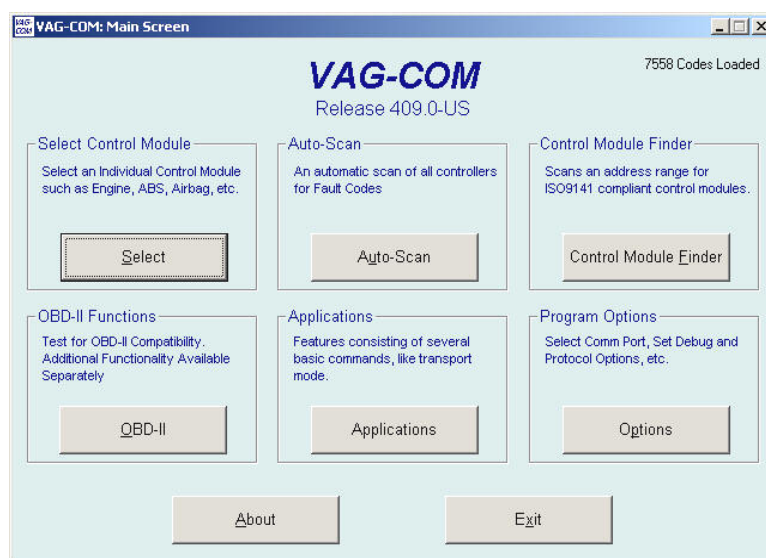 VAG-COM
VAG-COM: Main Screen
VAG-COM
7558 Codes Loaded
Release 409.0-US
Select Control Module
Select an Individual Control Module
such as Engine, ABS, Airbag, etc.
Select
Auto-Scan
An automatic scan of all controllers
for Fault Codes
Auto-Scan
Control Module Finder
Scans an address range for
ISO9141 compliant control modules.
Control Module Finder
OBD-II Functions
Test for OBD-II Compatibility.
Additional Functionality Available
Separately
OBD-II
Applications
Features consisting of several
basic commands, like transport
mode.
Applications
Program Options
Select Comm Port, Set Debug and
Protocol Options, etc.
Options
About
Exit